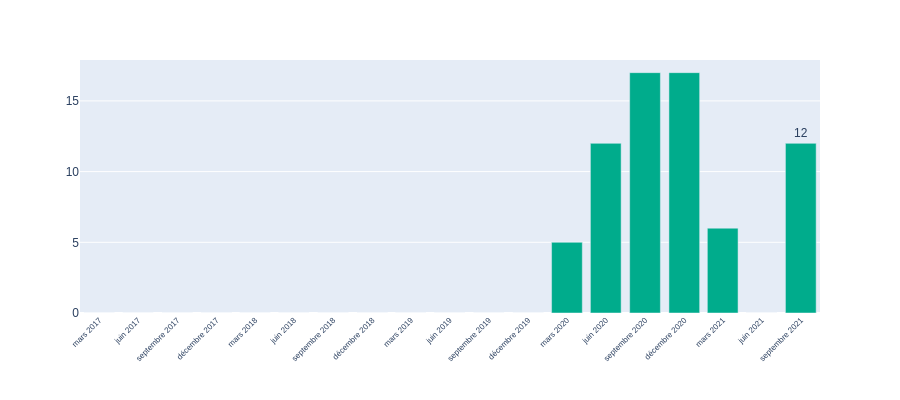 15
10
5
0
12
mars 2017
juin 2017
septembre 2017
décembre 2017
mars 2018
juin 2018
septembre 2018
décembre 2018
mars 2019
juin 2019
septembre 2019
décembre 2019
mars 2020
juin 2020
septembre 2020
décembre 2020
mars 2021
juin 2021
septembre 2021